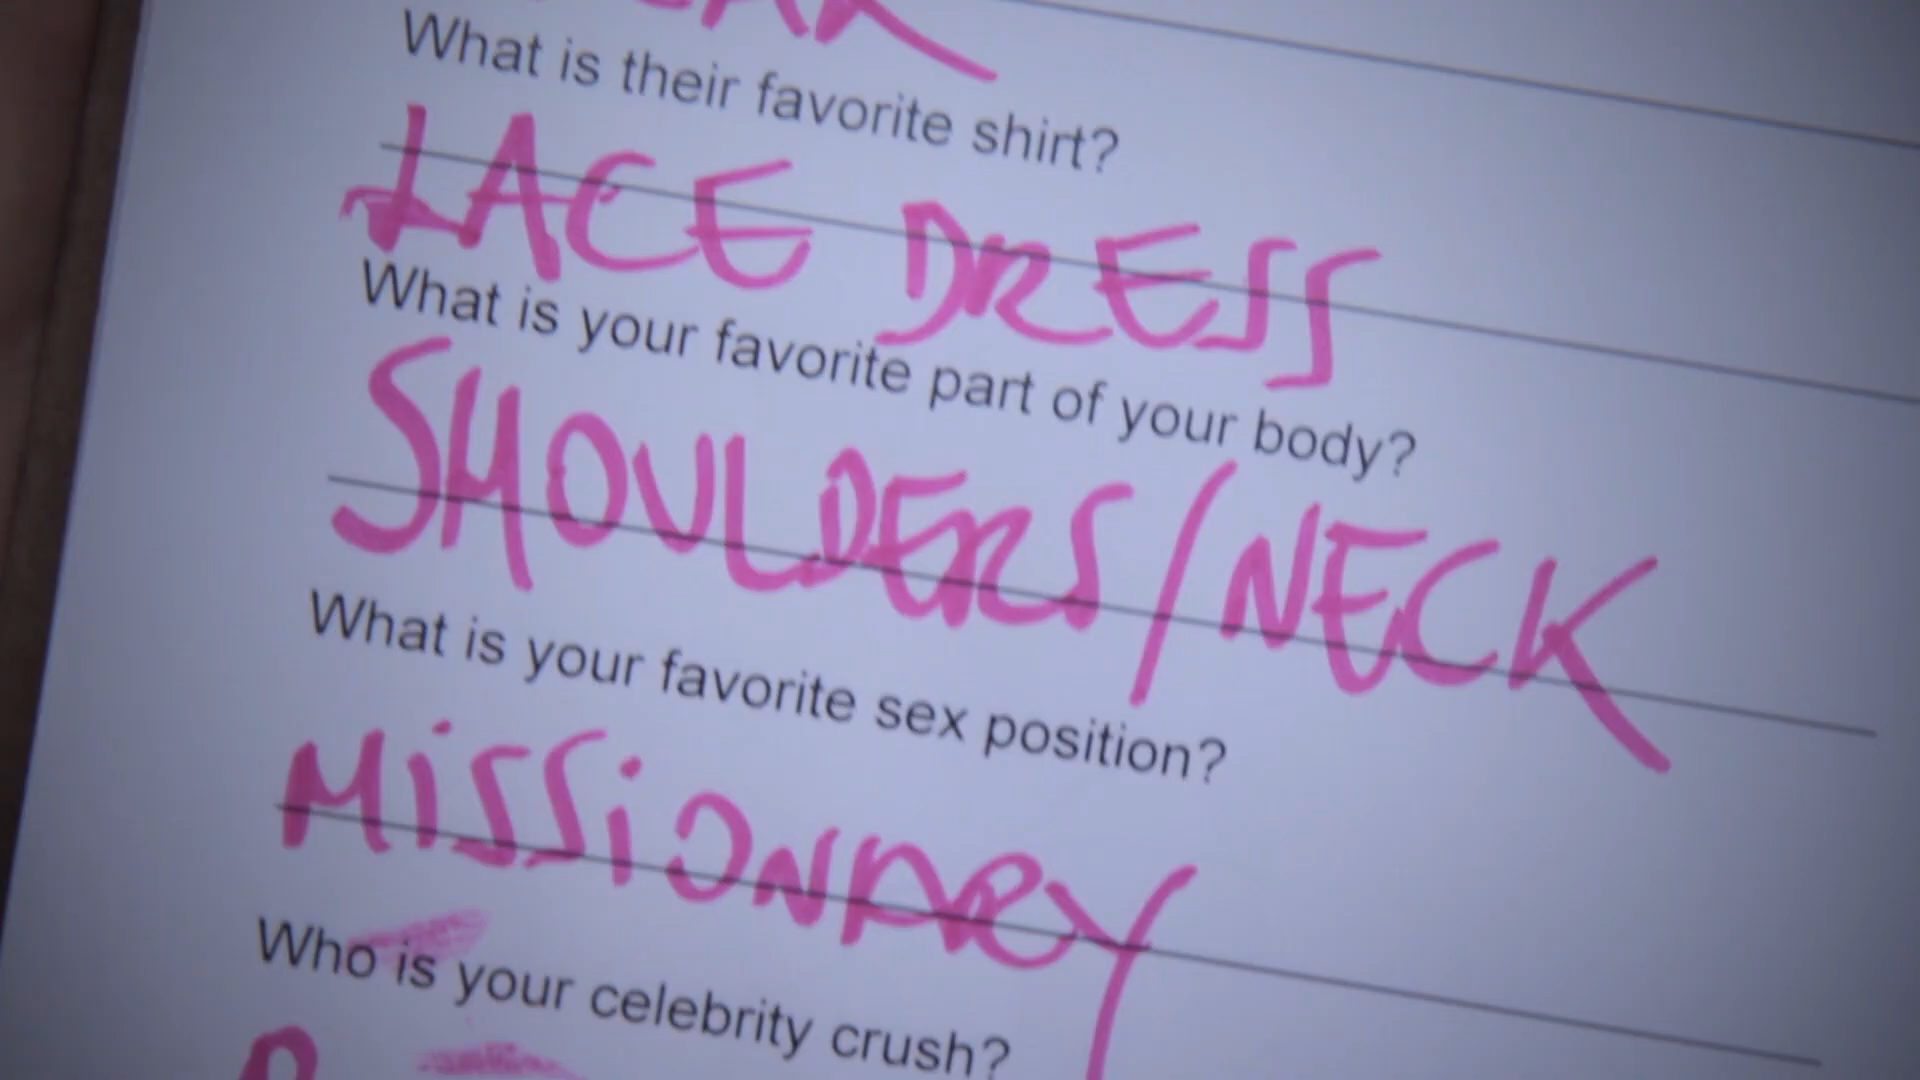 What is their favorite shirt?
LACE DRESS
What is your favorite part of your body?
SHOULDERS/NECK
What is your favorite sex position?
MiSSiONARY
Who is your celebrity crush?